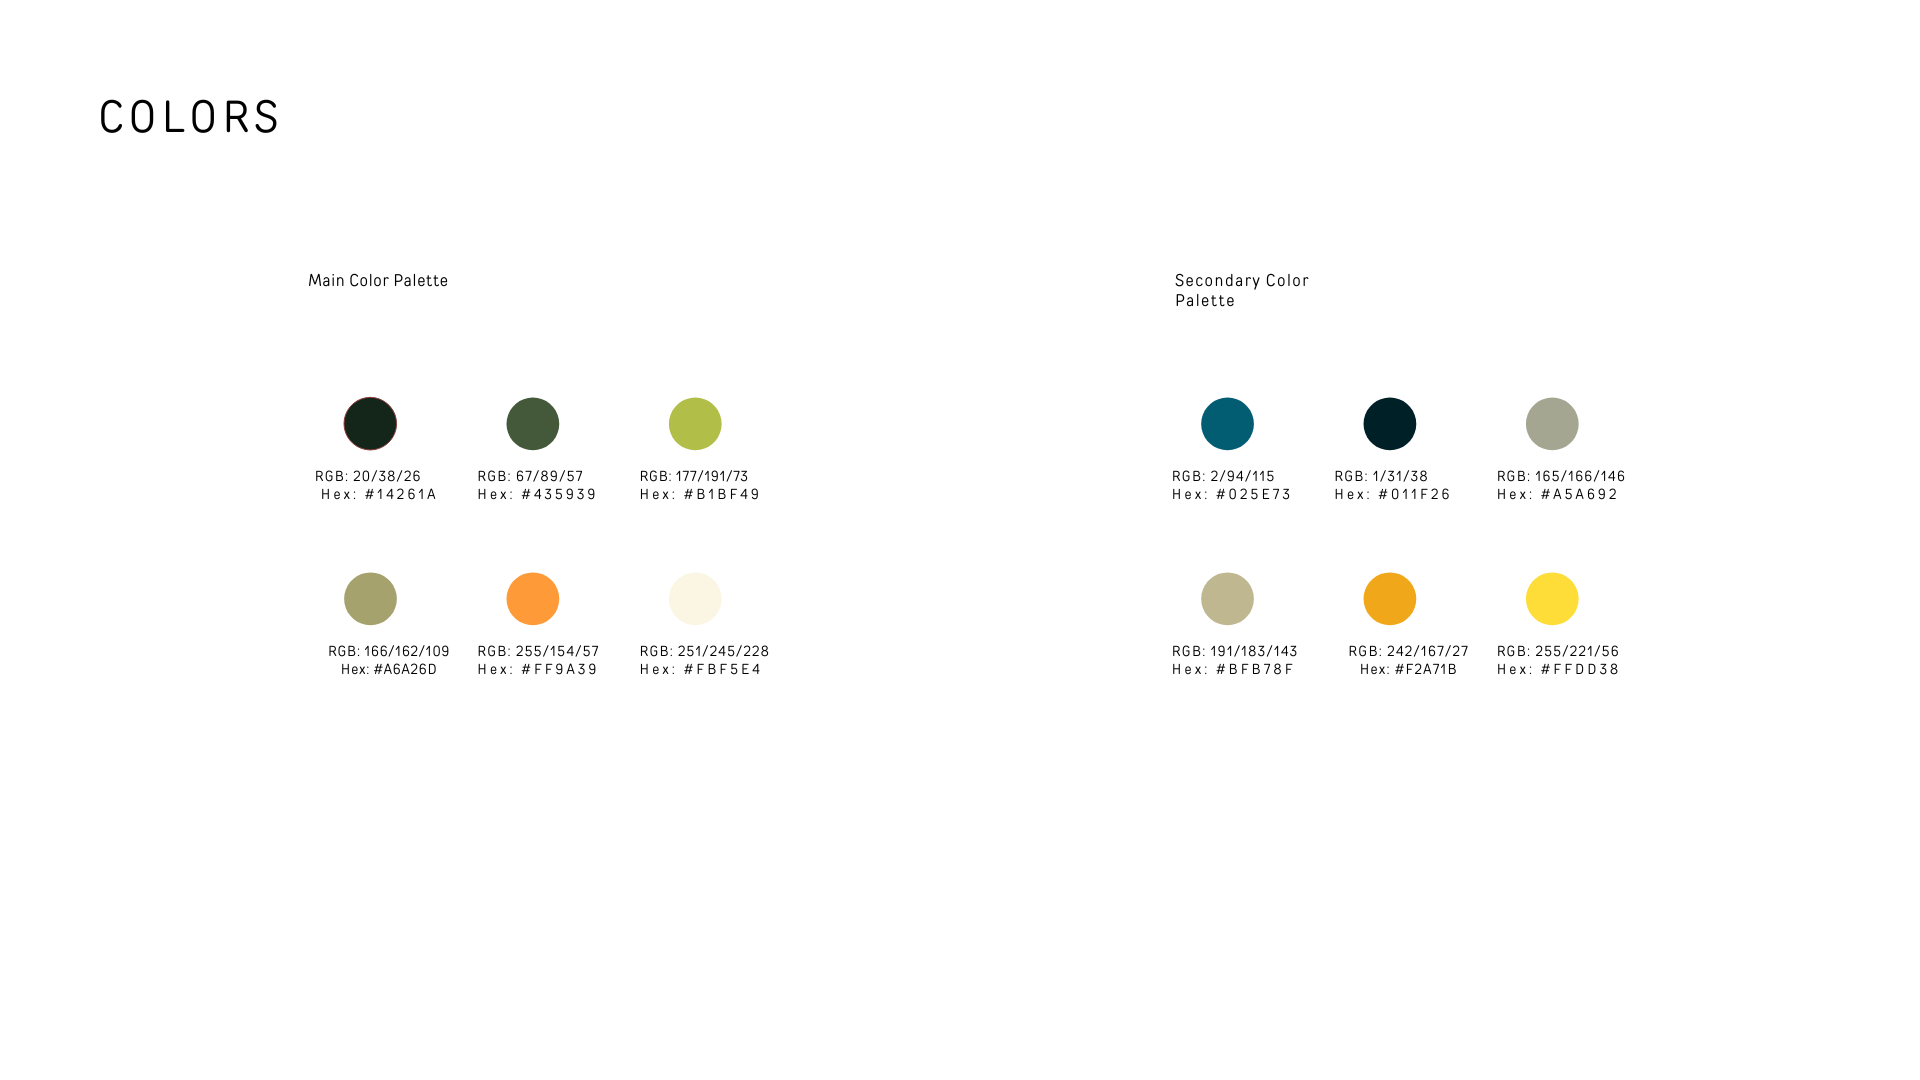 COLORS
Main Color Palette
RGB: 20/38/26
Hex: #14261A
RGB: 67/89/57
Hex: #435939
RGB: 177/191/73
Hex: #B1BF49
RGB: 166/162/109
Hex: #A6A26D
RGB: 255/154/57
Hex: #FF9A39
RGB: 251/245/228
Hex: #FBF5E4
Secondary Color
Palette
RGB: 2/94/115
Hex: #025E73
RGB: 1/31/38
Hex: #011F26
RGB: 165/166/146
Hex: #A5A692
RGB: 191/183/143
Hex: #BFB78F
RGB: 242/167/27
Hex: #F2A71B
RGB: 255/221/56
Hex: #FFDD38